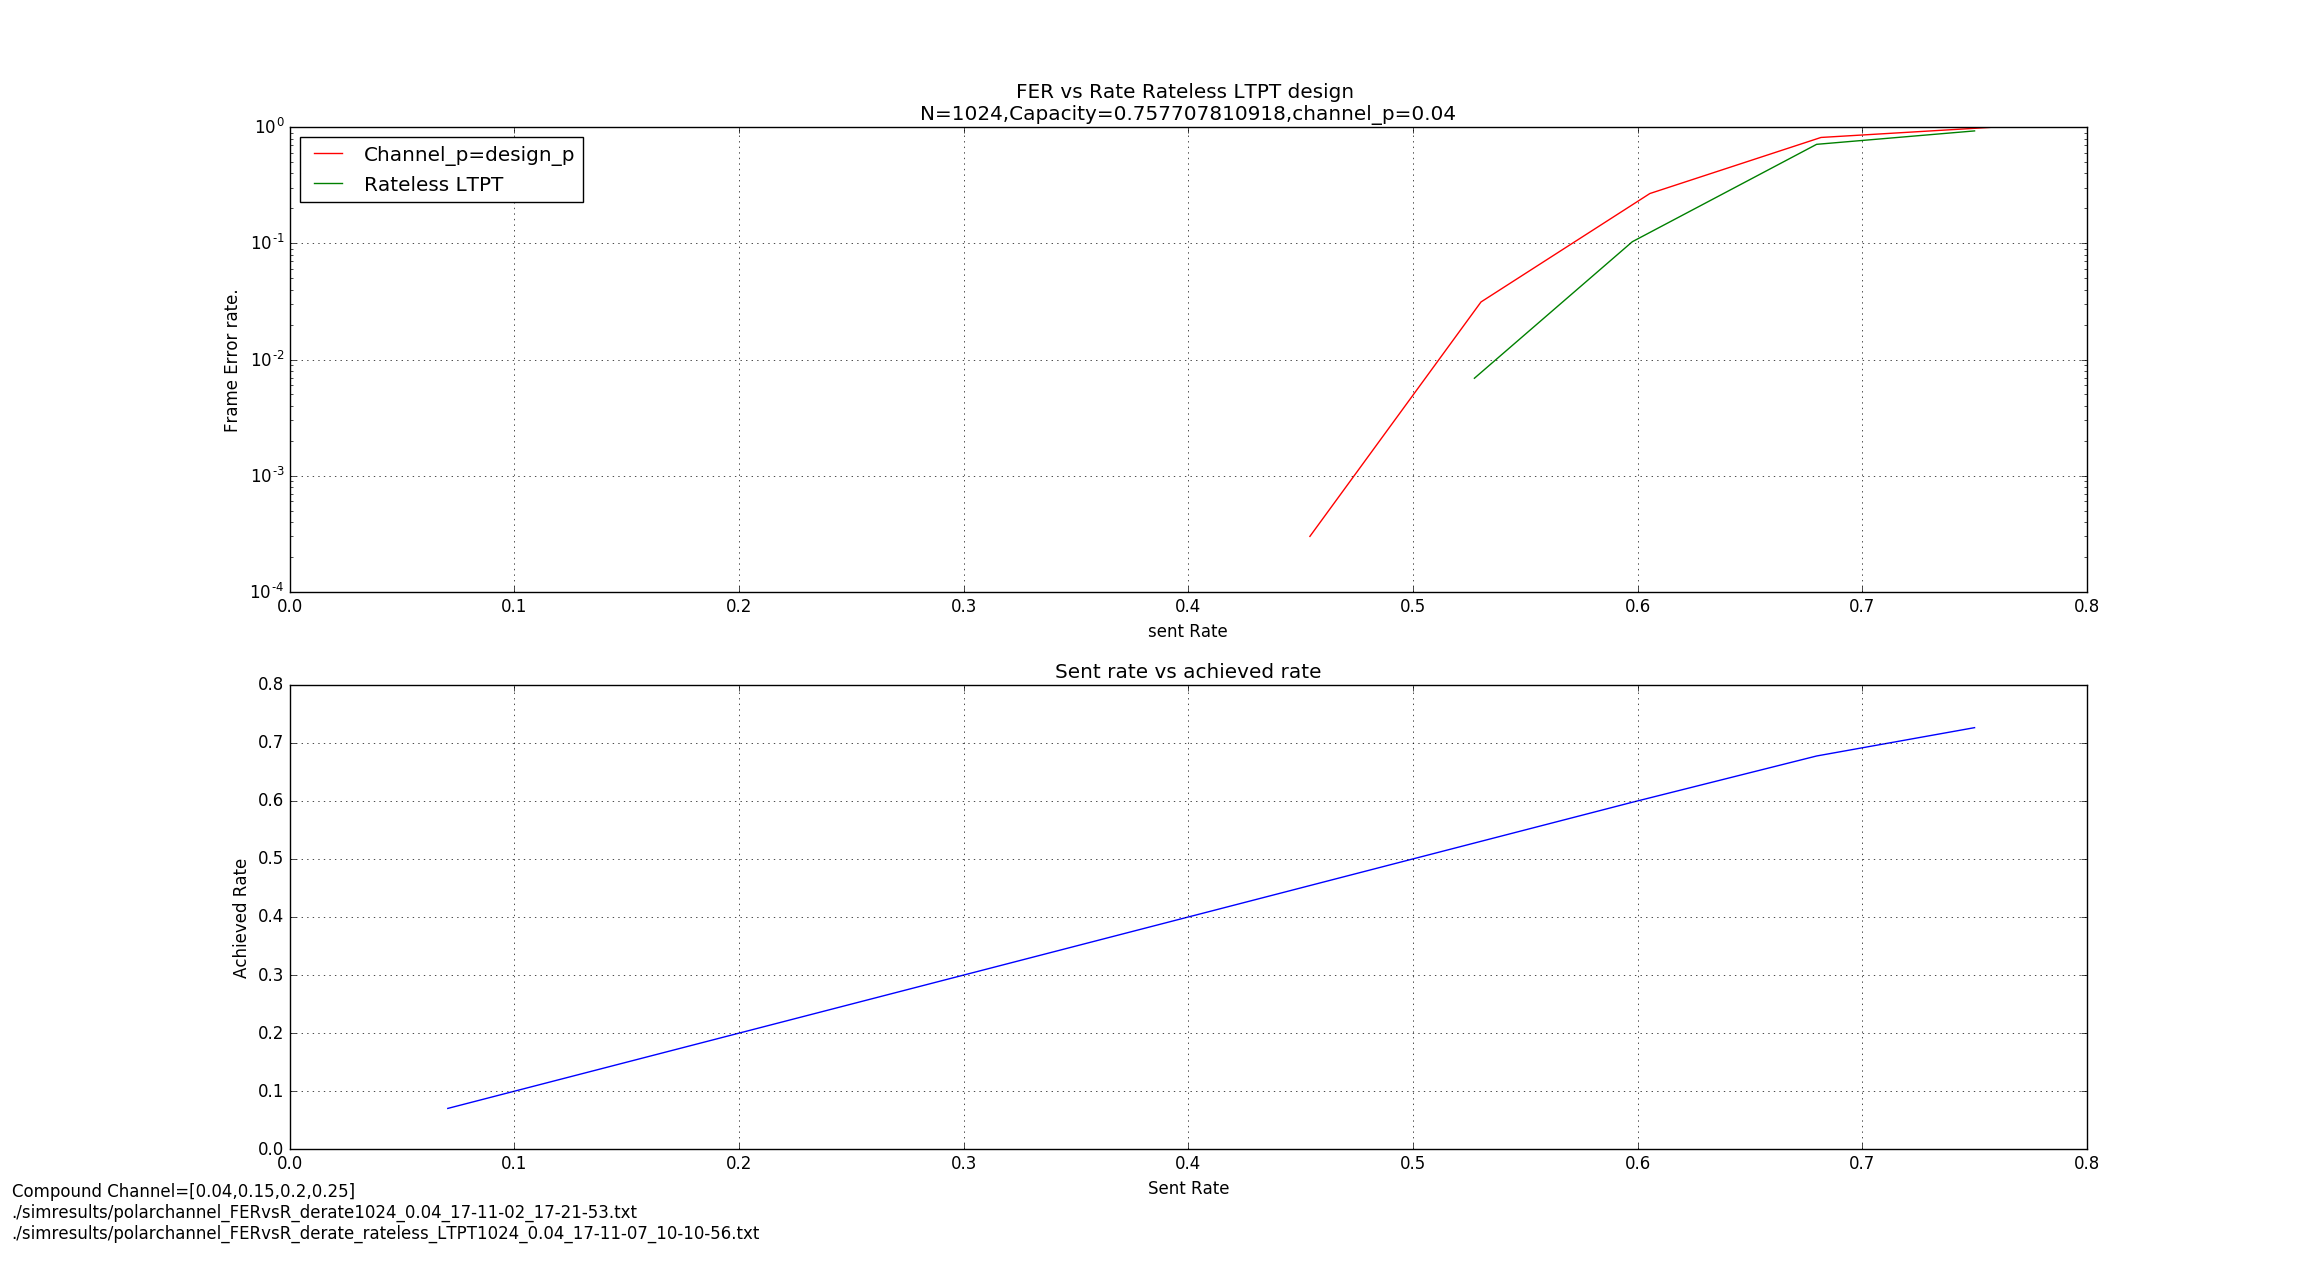 FER vs Rate Rateless LTPT design
N=1024,Capacity=0.757707810918,channel_p=0.04
Channel_p=design_p
Rateless LTPT
Frame Error rate.
10^0
10^-1
10^-2
10^-3
10^-4
0.0 0.1 0.2 0.3 0.4 0.5 0.6 0.7 0.8
sent Rate
Sent rate vs achieved rate
Achieved Rate
0.8
0.7
0.6
0.5
0.4
0.3
0.2
0.1
0.0
0.0 0.1 0.2 0.3 0.4 0.5 0.6 0.7 0.8
Sent Rate
Compound Channel=[0.04,0.15,0.2,0.25]
./simresults/polarchannel_FERvsR_derate1024_0.04_17-11-02_17-21-53.txt
./simresults/polarchannel_FERvsR_derate_rateless_LTPT1024_0.04_17-11-07_10-10-56.txt